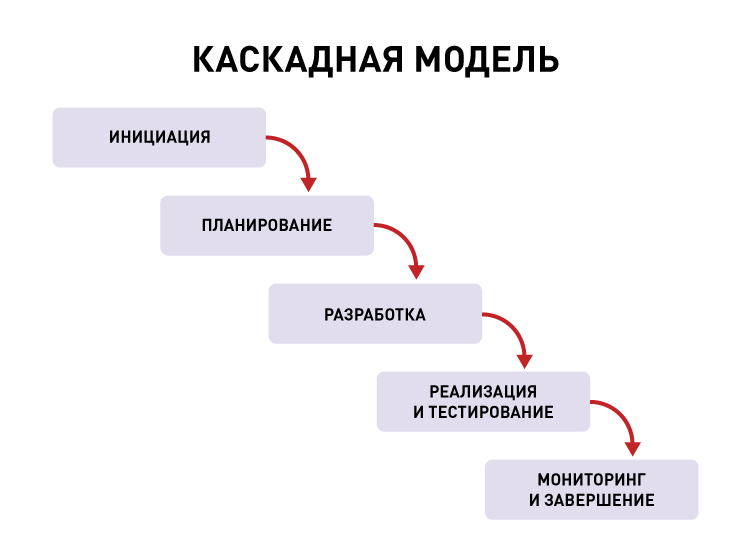 КАСКАДНАЯ МОДЕЛЬ
ИНИЦИАЦИЯ
ПЛАНИРОВАНИЕ
РАЗРАБОТКА
РЕАЛИЗАЦИЯ
И ТЕСТИРОВАНИЕ
МОНИТОРИНГ
И ЗАВЕРШЕНИЕ